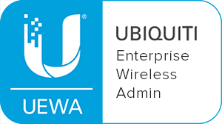 UEWA
UBIQUITI
Enterprise
Wireless
Admin